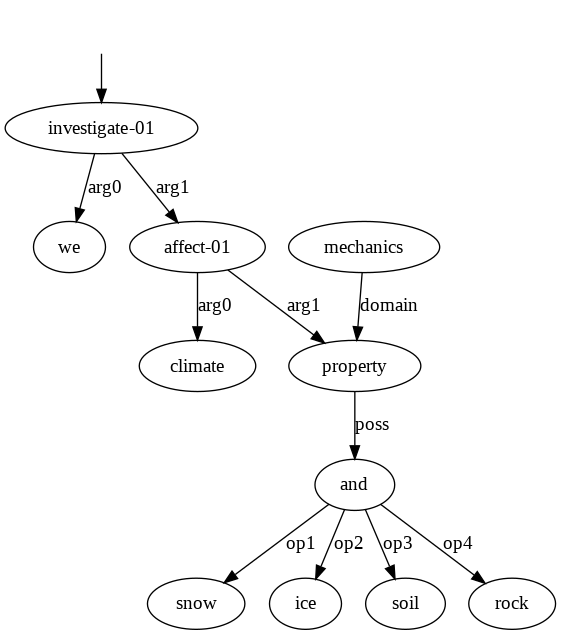 investigate-01
arg0 arg1
we affect-01 mechanics
arg0 arg1 domain
climate property
poss
and
op1 op2 op3 op4
snow ice soil rock